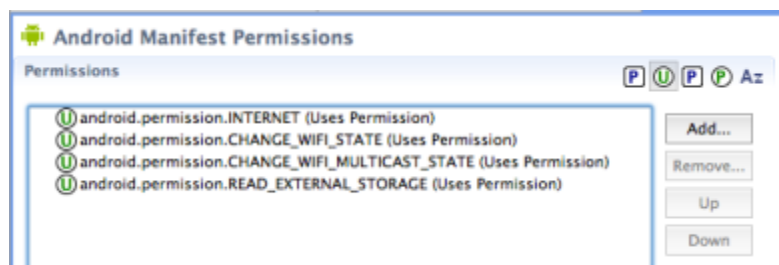 Android Manifest Permissions
Permissions
P U P P Az
U android.permission.INTERNET (Uses Permission)
U android.permission.CHANGE_WIFI_STATE (Uses Permission)
U android.permission.CHANGE_WIFI_MULTICAST_STATE (Uses Permission)
U android.permission.READ_EXTERNAL_STORAGE (Uses Permission)
Add...
Remove...
Up
Down